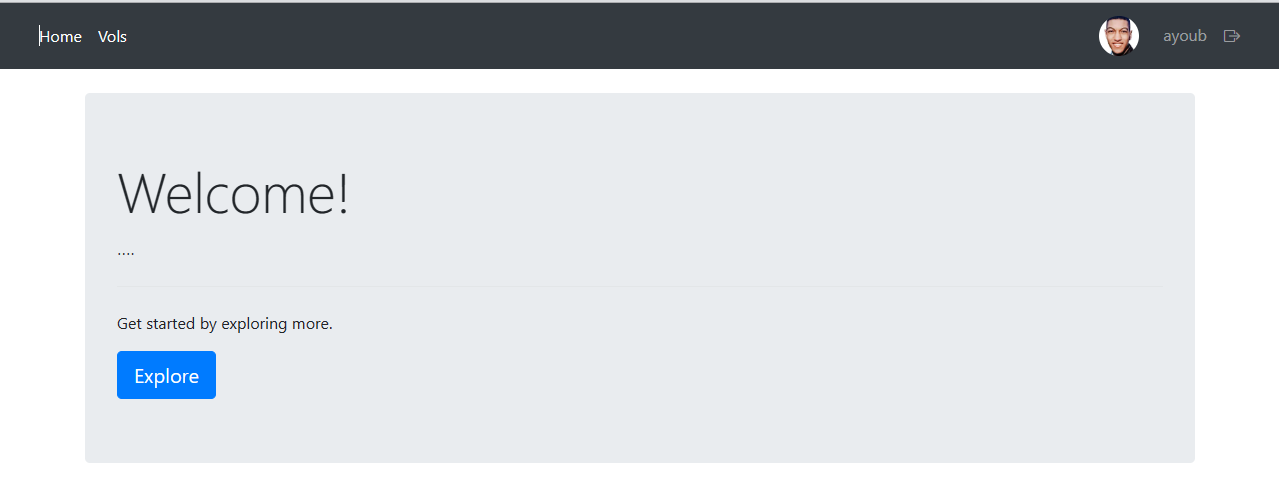 Home Vols ayoub
Welcome!
....
Get started by exploring more.
Explore